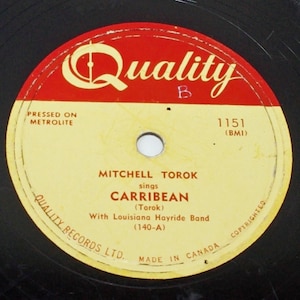 Quality
B
PRESSED ON
METROLITE
1151
(BMI)
MITCHELL TOROK
sings
CARRIBEAN
(Torok)
With Louisiana Hayride Band
(140-A)
QUALITY RECORDS LTD. MADE IN CANADA COPYRIGHTED